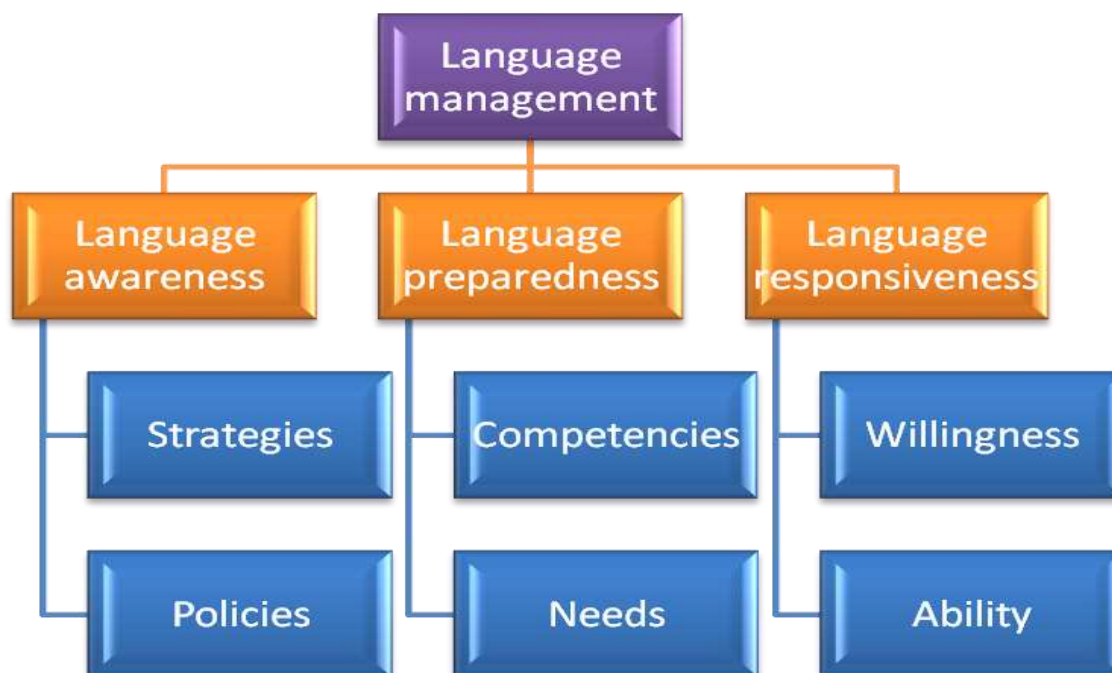 Language
management
Language
awareness
Language
preparedness
Language
responsiveness
Strategies
Competencies
Willingness
Policies
Needs
Ability